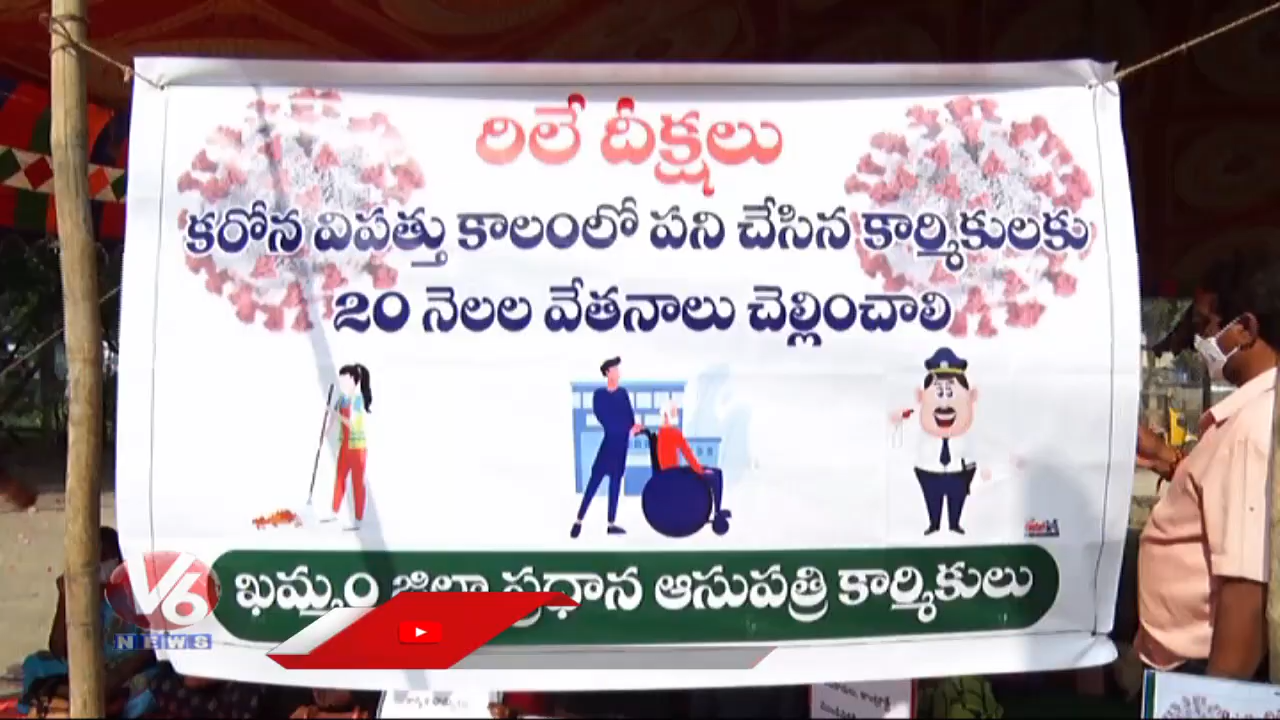 రిలే దీక్షలు
కరోన విపత్తు కాలంలో పని చేసిన కార్మికులకు
20 నెలల వేతనాలు చెల్లించాలి
ఖమ్మం జిల్లా ప్రధాన ఆసుపత్రి కార్మికులు
V6
NEWS